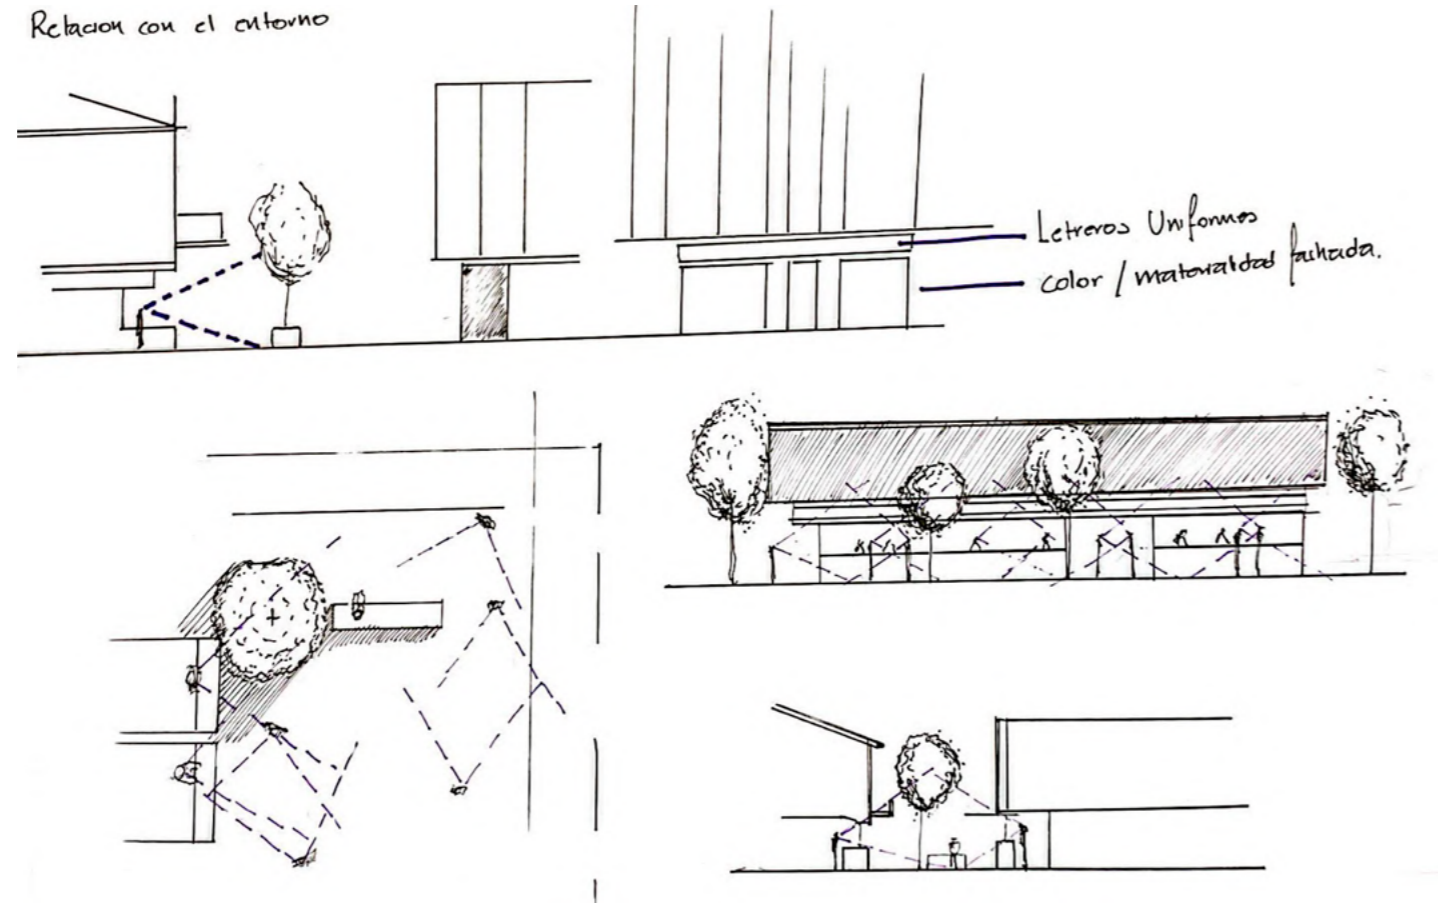 Relacion con el entorno
Letreros Uniformes
color / materialidad fachada.